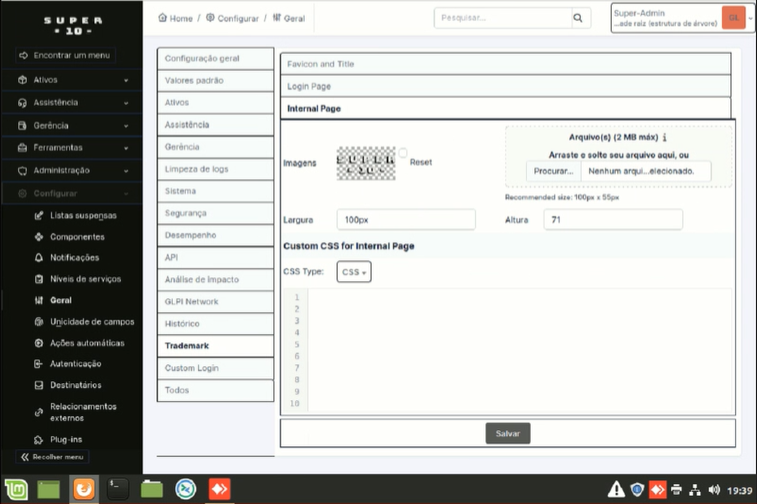 SUPER
- 10 -
Encontrar um menu
Ativos
Assistência
Gerência
Ferramentas
Administração
Configurar
Listas suspensas
Componentes
Notificações
Níveis de serviços
Geral
Unicidade de campos
Ações automáticas
Autenticação
Destinatários
Relacionamentos
externos
Plug-ins
Recolher menu
Home / Configurar / Geral
Pesquisar...
Super-Admin
...ade raiz (estrutura de árvore)
GL
Configuração geral
Valores padrão
Ativos
Assistência
Gerência
Limpeza de logs
Sistema
Segurança
Desempenho
API
Análise de impacto
GLPI Network
Histórico
Trademark
Custom Login
Todos
Favicon and Title
Login Page
Internal Page
Imagens
Reset
Arquivo(s) (2 MB máx) i
Arraste e solte seu arquivo aqui, ou
Procurar... Nenhum arqui...elecionado.
Recommended size: 100px x 55px
Largura 100px Altura 71
Custom CSS for Internal Page
CSS Type: CSS
1
2
3
4
5
6
7
8
9
10
Salvar
19:39